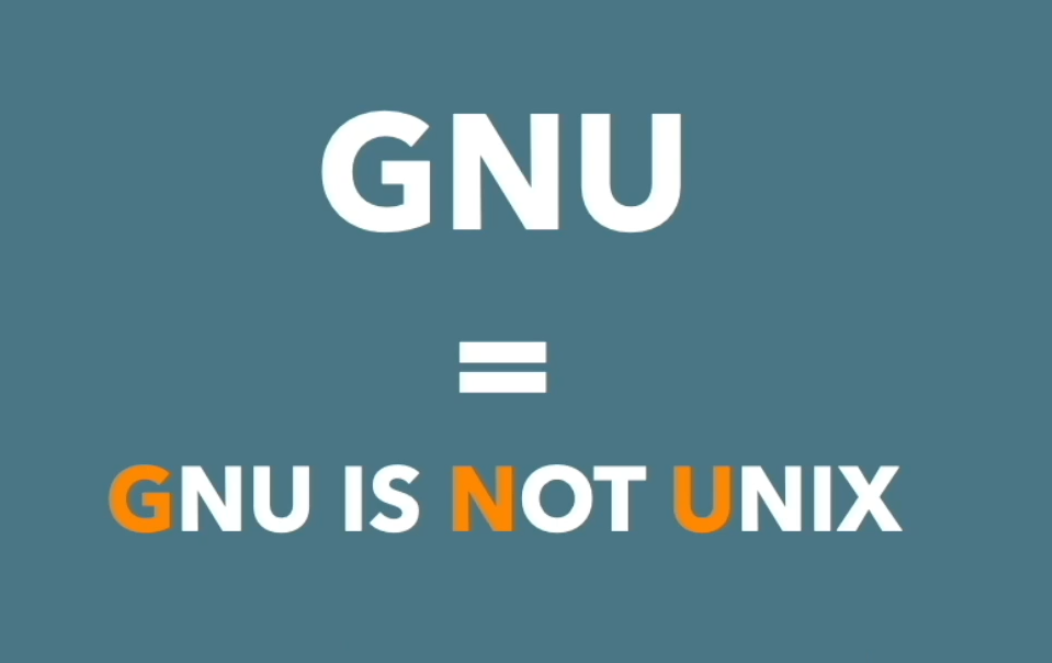 GNU
=
GNU IS NOT UNIX